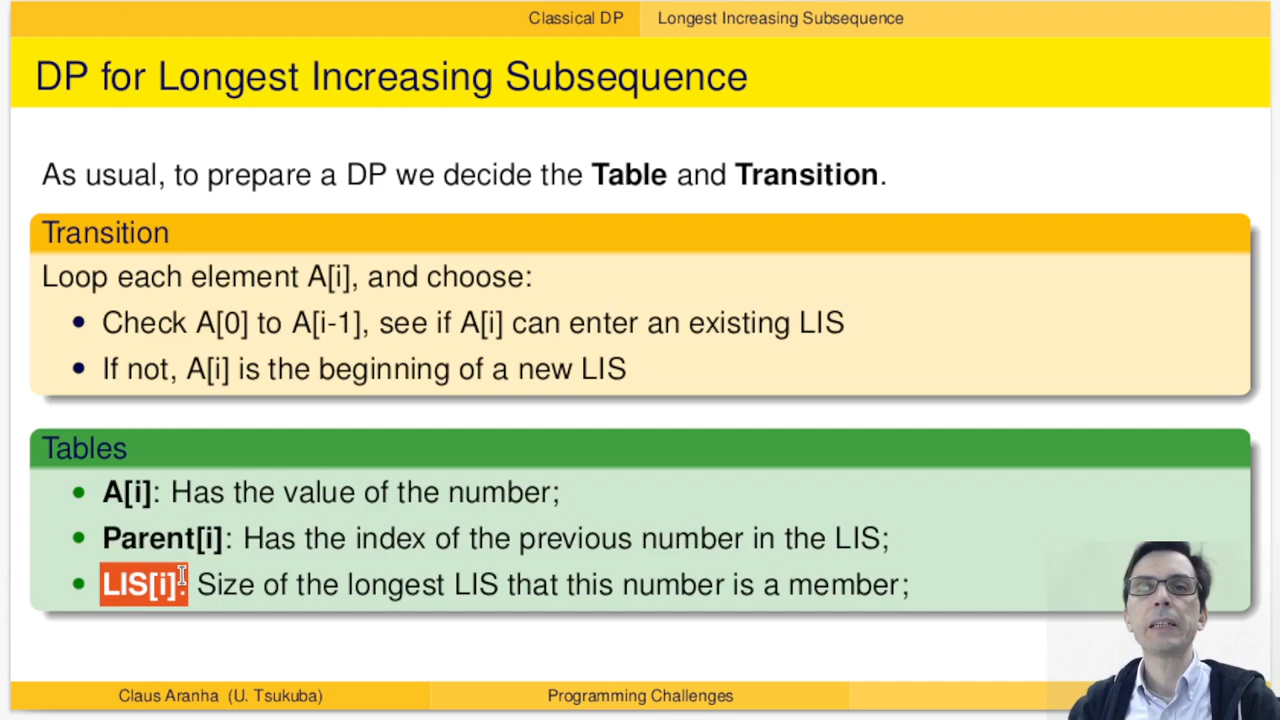 Classical DP Longest Increasing Subsequence
DP for Longest Increasing Subsequence
As usual, to prepare a DP we decide the Table and Transition.
Transition
Loop each element A[i], and choose:
• Check A[0] to A[i-1], see if A[i] can enter an existing LIS
• If not, A[i] is the beginning of a new LIS
Tables
• A[i]: Has the value of the number;
• Parent[i]: Has the index of the previous number in the LIS;
• LIS[i]: Size of the longest LIS that this number is a member;
Claus Aranha (U. Tsukuba) Programming Challenges